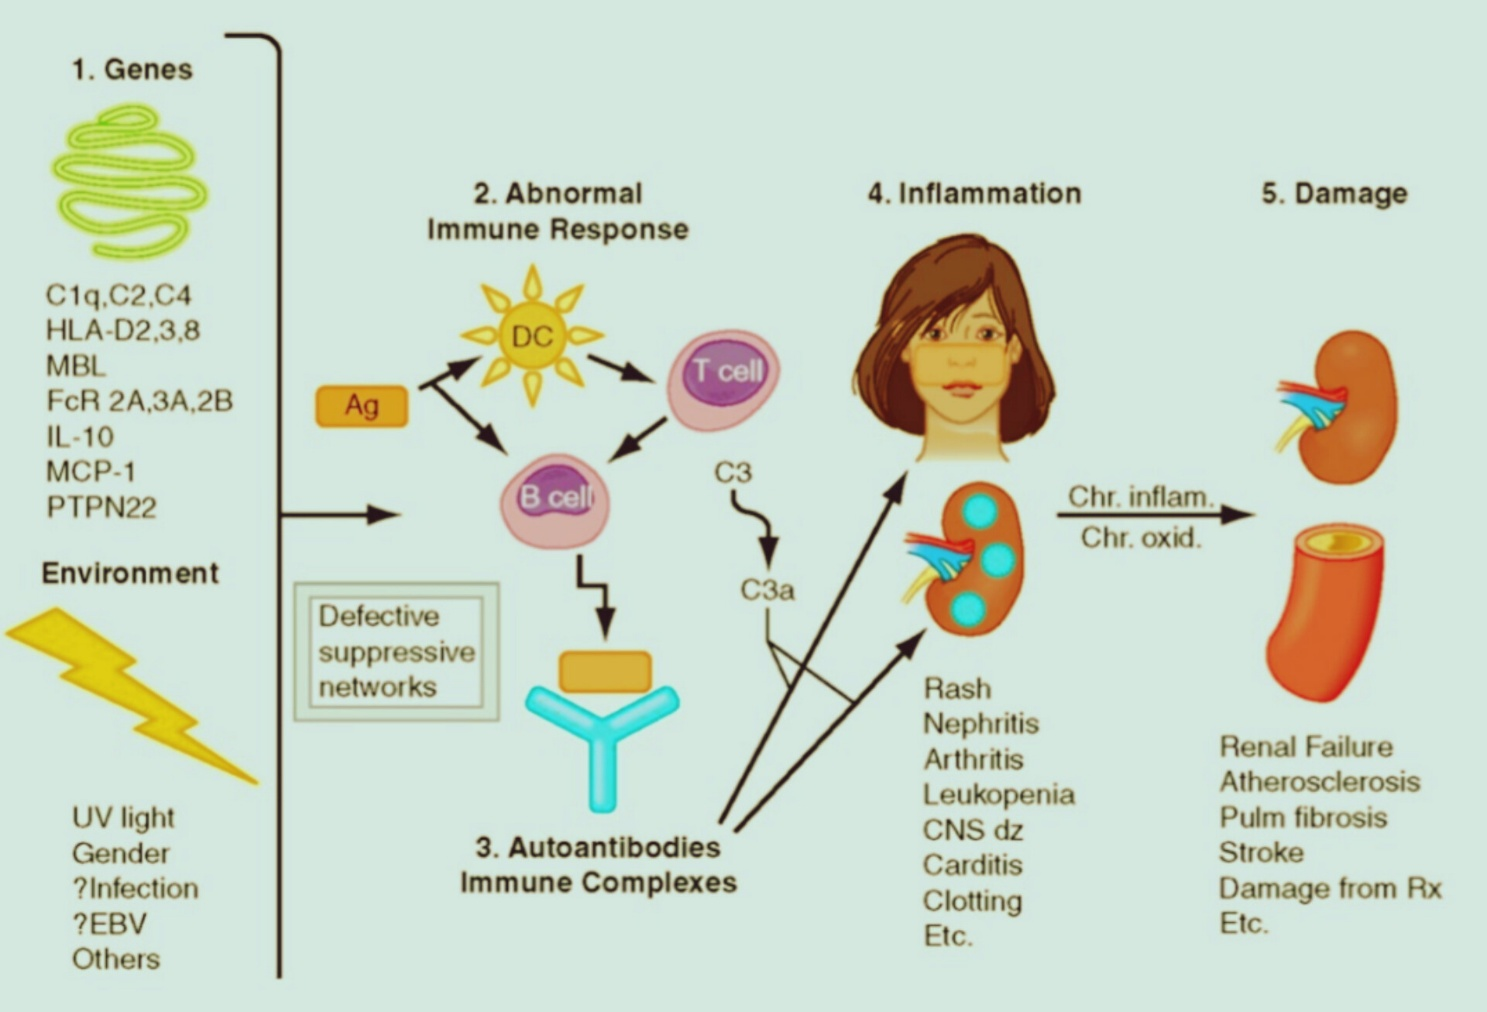 1. Genes
C1q,C2,C4
HLA-D2,3,8
MBL
FcR 2A,3A,2B
IL-10
MCP-1
PTPN22
Environment
UV light
Gender
?Infection
?EBV
Others
2. Abnormal
Immune Response
DC
T cell
Ag
B cell
C3
C3a
Defective
suppressive
networks
3. Autoantibodies
Immune Complexes
4. Inflammation
Rash
Nephritis
Arthritis
Leukopenia
CNS dz
Carditis
Clotting
Etc.
Chr. inflam.
Chr. oxid.
5. Damage
Renal Failure
Atherosclerosis
Pulm fibrosis
Stroke
Damage from Rx
Etc.